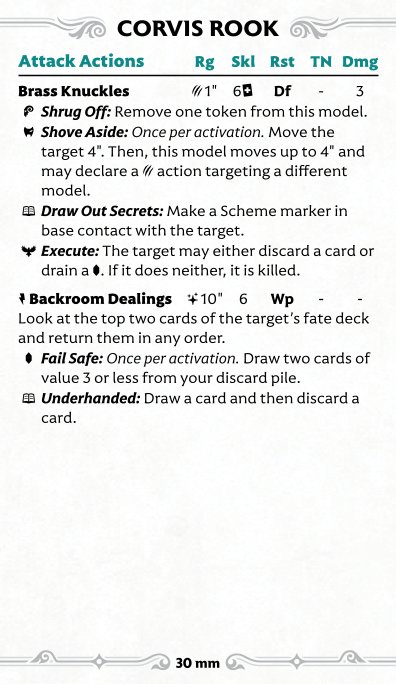 CORVIS ROOK
Attack Actions Rg Skl Rst TN Dmg
Brass Knuckles 1" 6 Df - 3
Shrug Off: Remove one token from this model.
Shove Aside: Once per activation. Move the
target 4". Then, this model moves up to 4" and
may declare a action targeting a different
model.
Draw Out Secrets: Make a Scheme marker in
base contact with the target.
Execute: The target may either discard a card or
drain a . If it does neither, it is killed.
Backroom Dealings 10" 6 Wp - -
Look at the top two cards of the target's fate deck
and return them in any order.
Fail Safe: Once per activation. Draw two cards of
value 3 or less from your discard pile.
Underhanded: Draw a card and then discard a
card.
30 mm